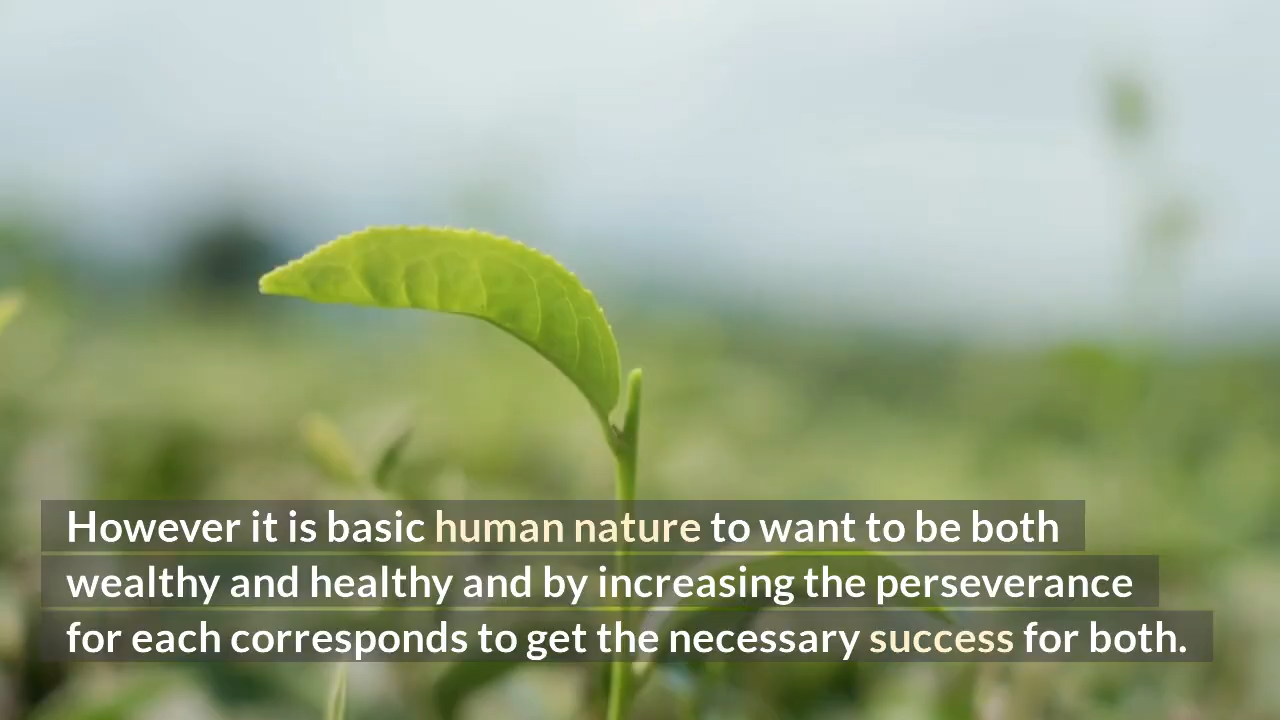 However it is basic human nature to want to be both
wealthy and healthy and by increasing the perseverance
for each corresponds to get the necessary success for both.